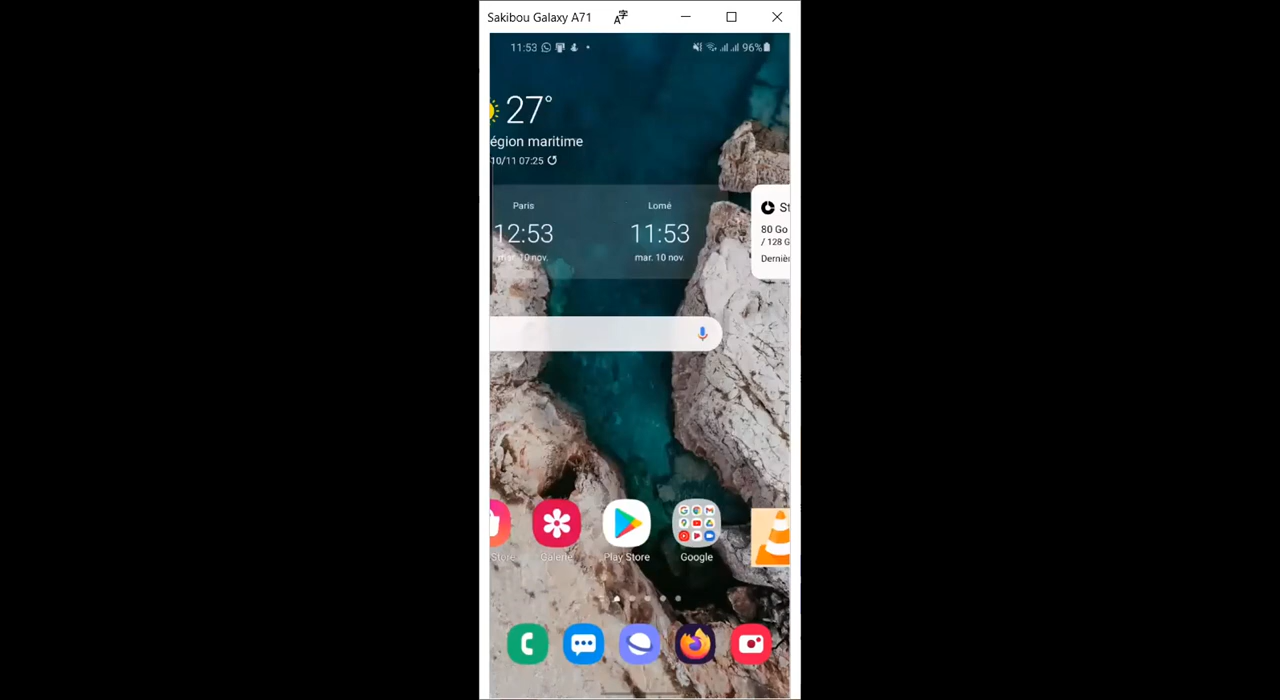 Sakibou Galaxy A71
11:53
96%
27°
égion maritime
10/11 07:25
Paris
Lomé
St
12:53
11:53
80 Go
/ 128 G
mar. 10 nov.
mar. 10 nov.
Derniè
Store
Galerie
Play Store
Google